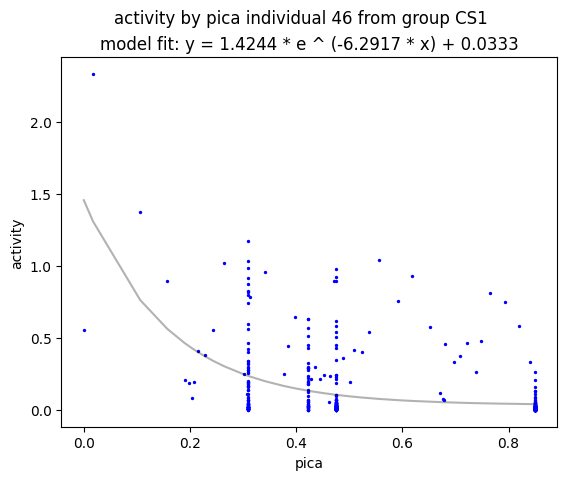 activity by pica individual 46 from group CS1
model fit: y = 1.4244 * e ^ (-6.2917 * x) + 0.0333
2.0
1.5
1.0
0.5
0.0
activity
0.0 0.2 0.4 0.6 0.8
pica